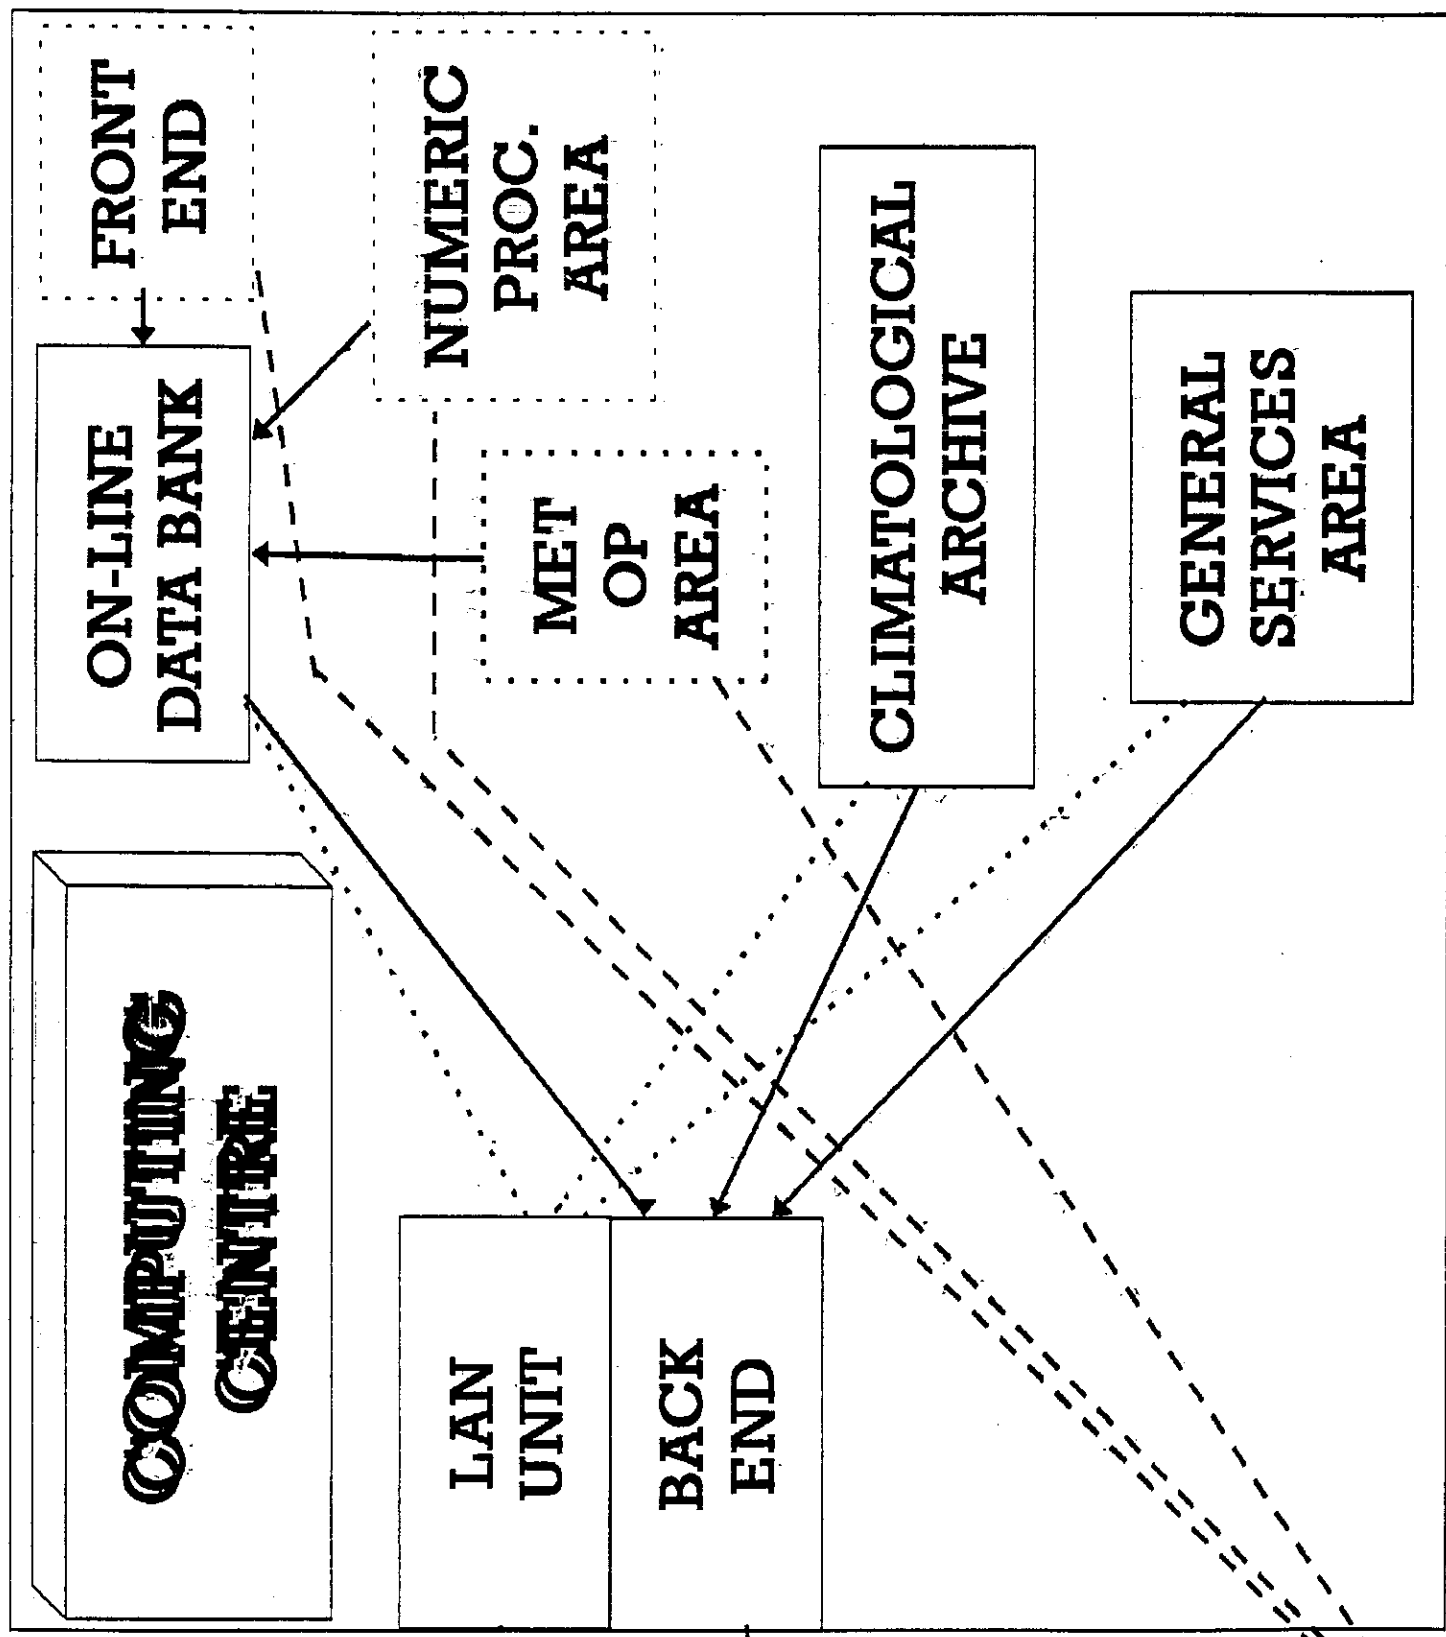 COMPUTING
CENTRE
ON-LINE
DATA BANK
FRONT
END
NUMERIC
PROC.
AREA
MET
OP
AREA
LAN
UNIT
BACK
END
CLIMATOLOGICAL
ARCHIVE
GENERAL
SERVICES
AREA